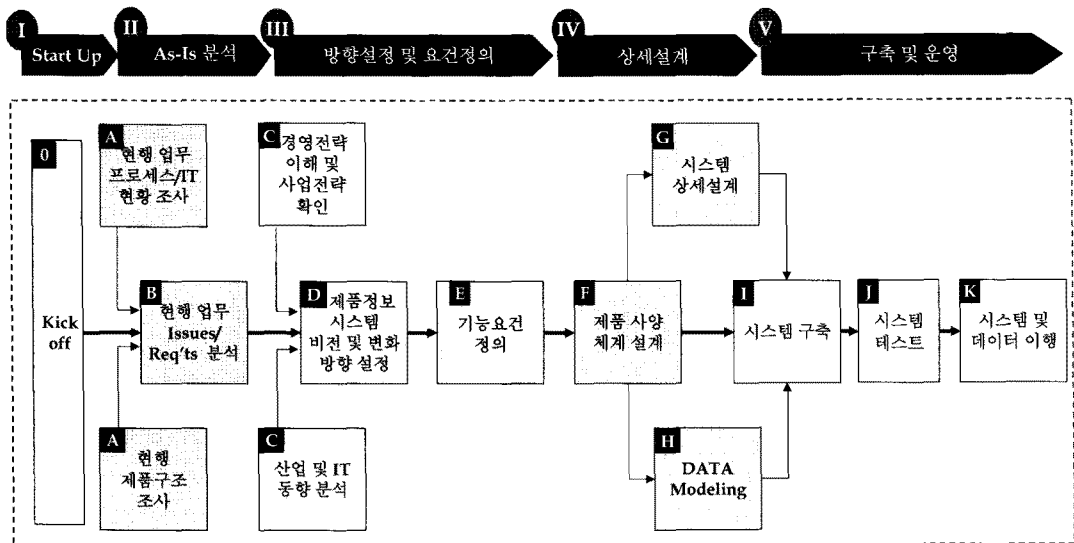 I
Start Up
II
As-Is 분석
III
방향설정 및 요건정의
IV
상세설계
V
구축 및 운영
0
Kick
off
A
현행 업무
프로세스/IT
현황 조사
A
현행
제품구조
조사
B
현행 업무
Issues/
Req'ts 분석
C
경영전략
이해 및
사업전략
확인
C
산업 및 IT
동향 분석
D
제품정보
시스템
비전 및 변화
방향 설정
E
기능요건
정의
F
제품 사양
체계 설계
G
시스템
상세설계
H
DATA
Modeling
I
시스템 구축
J
시스템
테스트
K
시스템 및
데이터 이행